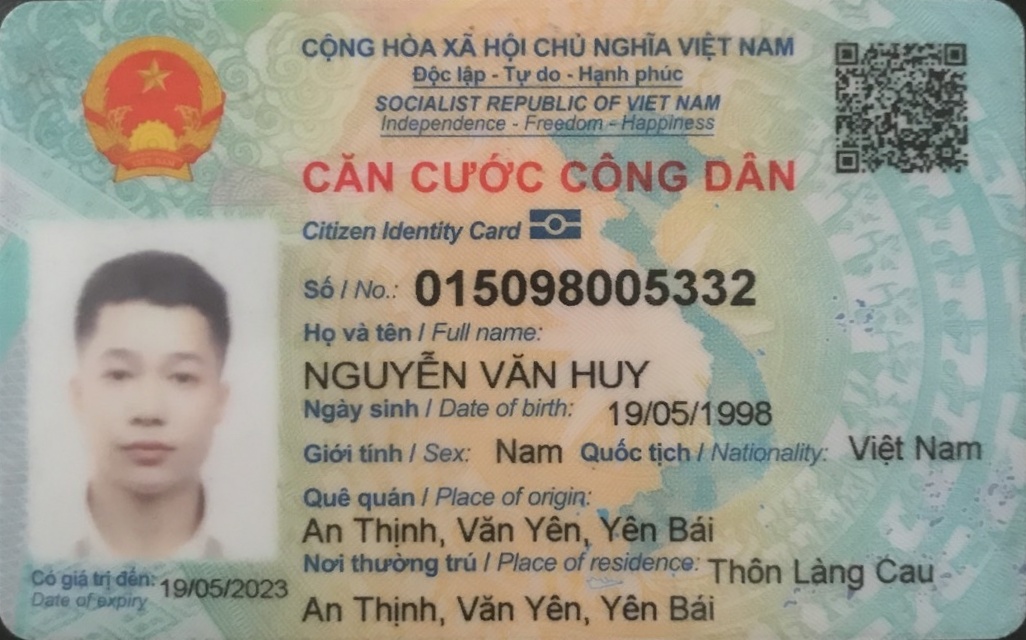 CỘNG HÒA XÃ HỘI CHỦ NGHĨA VIỆT NAM
Độc lập - Tự do - Hạnh phúc
SOCIALIST REPUBLIC OF VIET NAM
Independence - Freedom - Happiness
CĂN CƯỚC CÔNG DÂN
Citizen Identity Card
Số / No.: 015098005332
Họ và tên / Full name:
NGUYỄN VĂN HUY
Ngày sinh / Date of birth: 19/05/1998
Giới tính / Sex: Nam Quốc tịch / Nationality: Việt Nam
Quê quán / Place of origin:
An Thịnh, Văn Yên, Yên Bái
Nơi thường trú / Place of residence: Thôn Làng Cau
An Thịnh, Văn Yên, Yên Bái
Có giá trị đến: 19/05/2023
Date of expiry